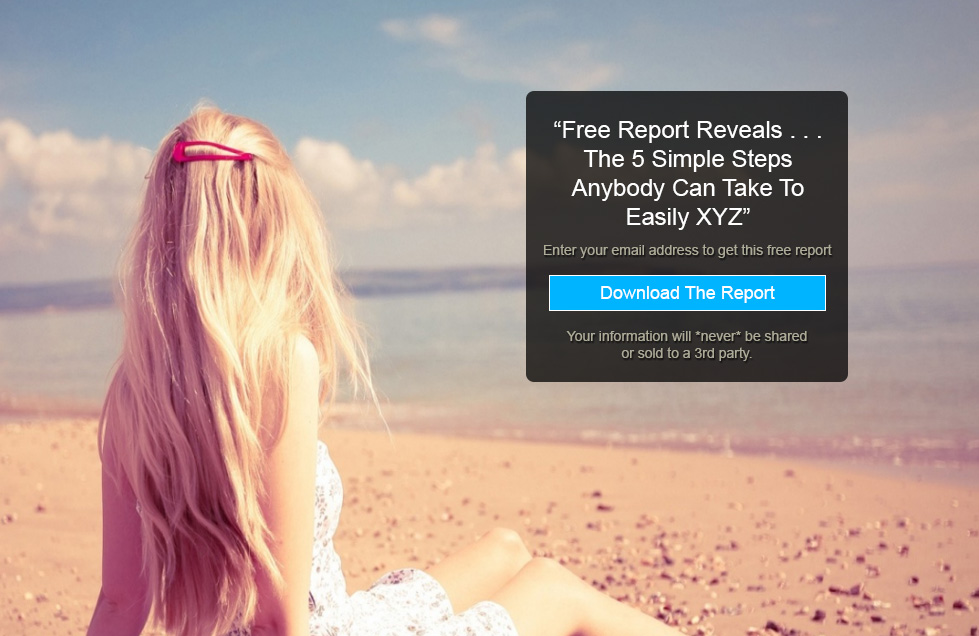 “Free Report Reveals . . .
The 5 Simple Steps
Anybody Can Take To
Easily XYZ”
Enter your email address to get this free report
Download The Report
Your information will *never* be shared
or sold to a 3rd party.